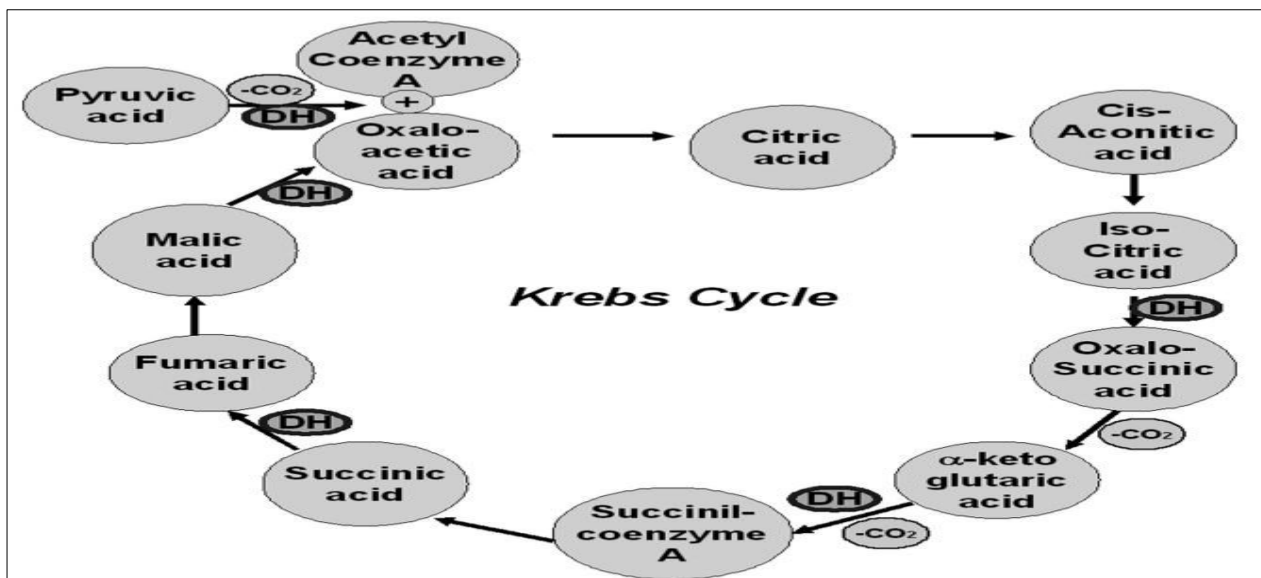 Acetyl
Coenzyme
A
+
Pyruvic
acid
-CO₂
DH
Oxalo-
acetic
acid
Citric
acid
Cis-
Aconitic
acid
DH
Malic
acid
Iso-
Citric
acid
Krebs Cycle
DH
Fumaric
acid
Oxalo-
Succinic
acid
DH
-CO₂
Succinic
acid
α-keto
glutaric
acid
DH
Succinil-
coenzyme
A
-CO₂